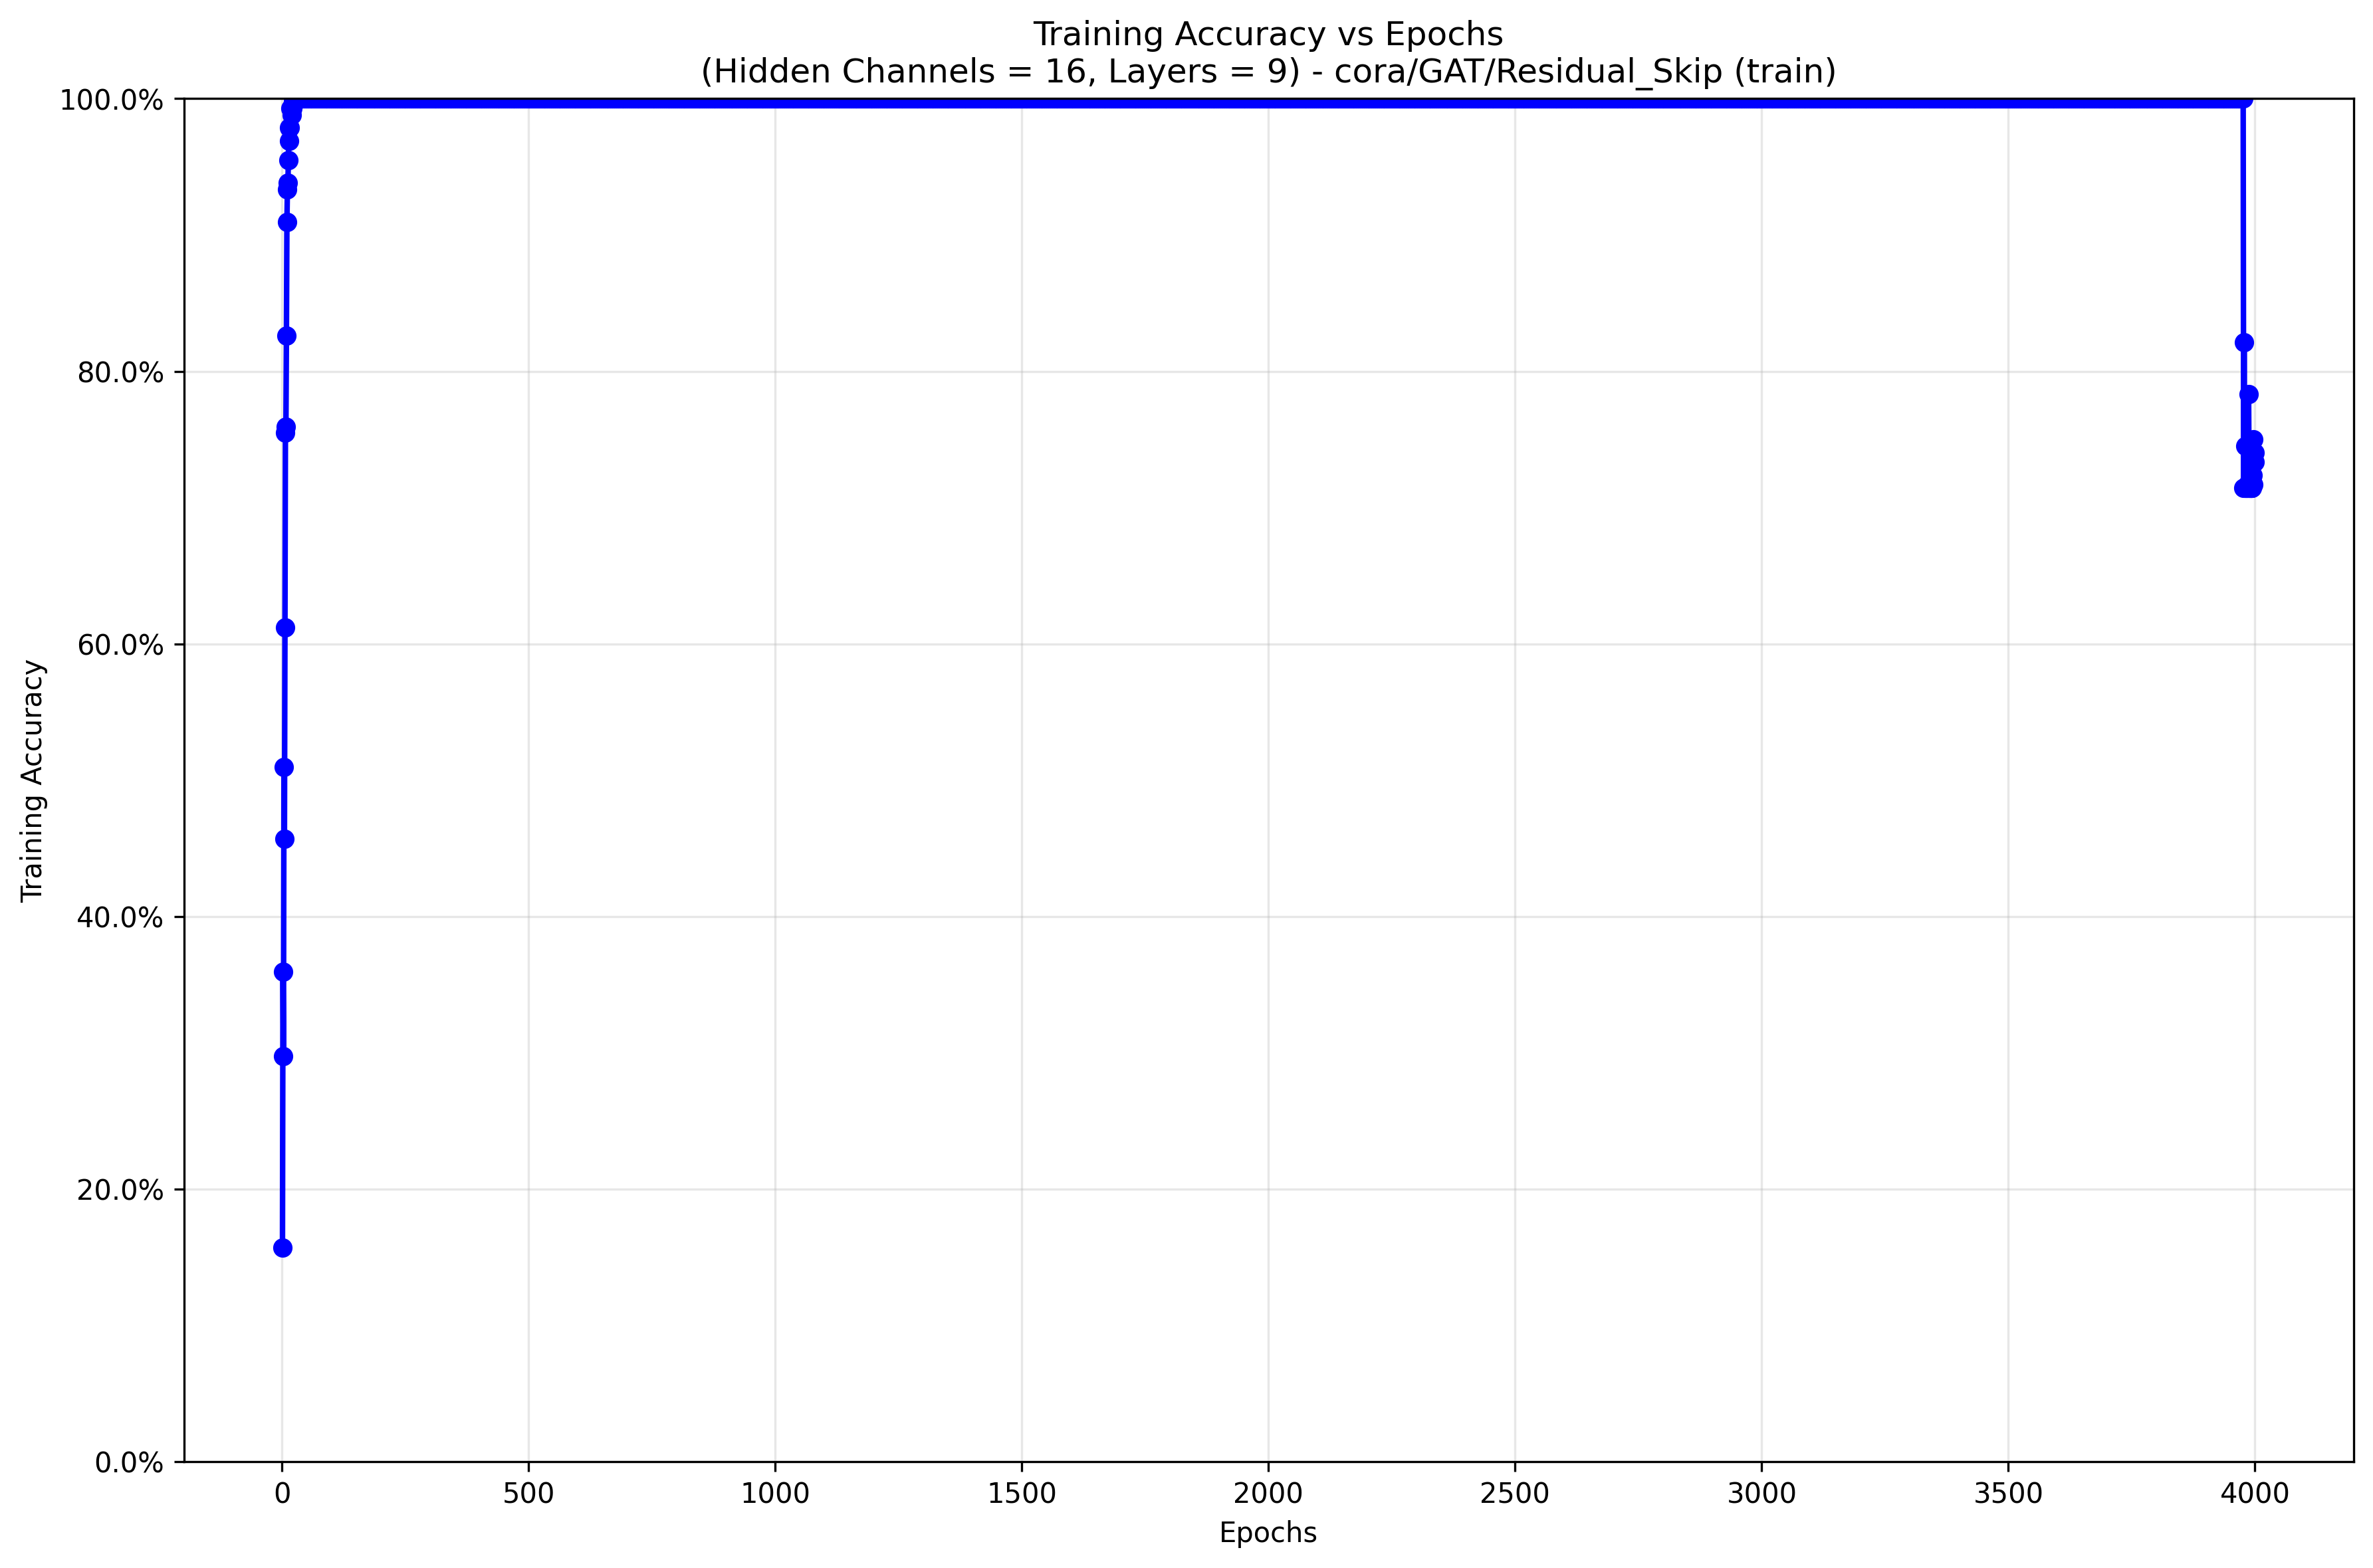 Training Accuracy vs Epochs
(Hidden Channels = 16, Layers = 9) - cora/GAT/Residual_Skip (train)
100.0%
80.0%
60.0%
40.0%
20.0%
0.0%
Training Accuracy
0 500 1000 1500 2000 2500 3000 3500 4000
Epochs